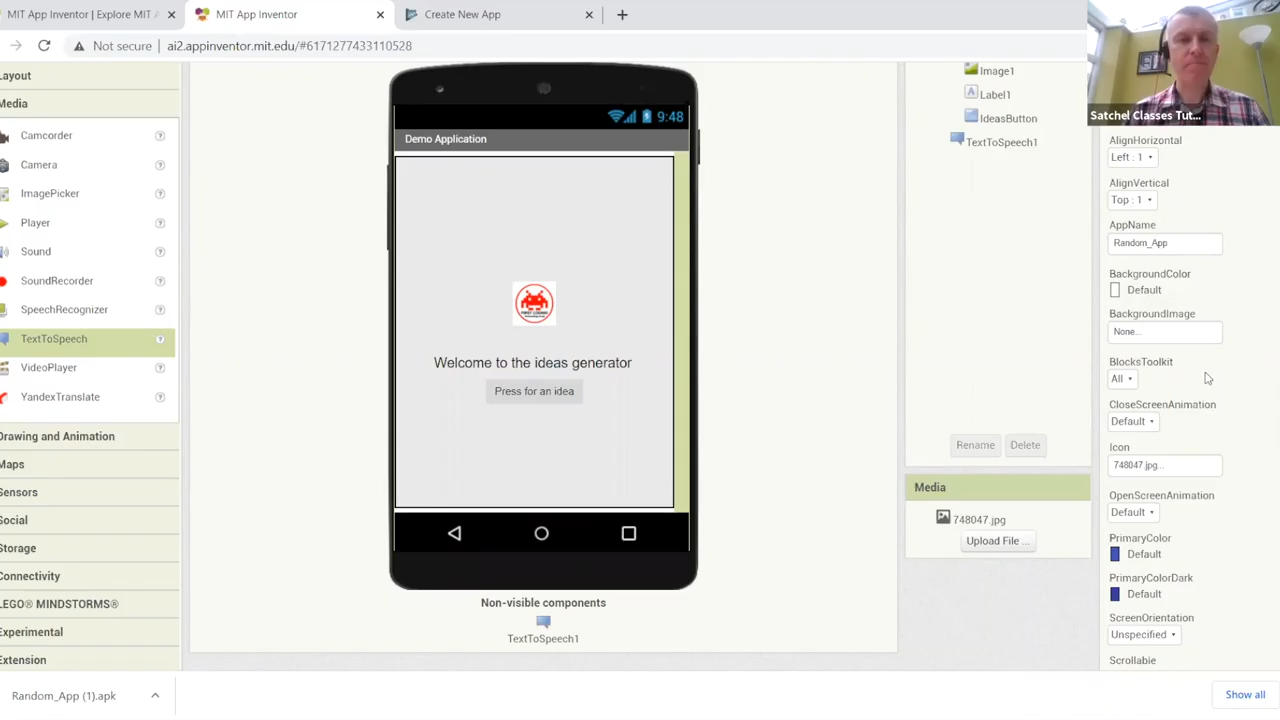 MIT App Inventor | Explore MIT A
MIT App Inventor
Create New App
Not secure
ai2.appinventor.mit.edu/#6171277433110528
Layout
Media
Camcorder
Camera
ImagePicker
Player
Sound
SoundRecorder
SpeechRecognizer
TextToSpeech
VideoPlayer
YandexTranslate
Drawing and Animation
Maps
Sensors
Social
Storage
Connectivity
LEGO® MINDSTORMS®
Experimental
Extension
9:48
Demo Application
Welcome to the ideas generator
Press for an idea
Non-visible components
TextToSpeech1
Image1
Label1
IdeasButton
TextToSpeech1
Rename
Delete
Media
748047.jpg
Upload File ...
Satchel Classes Tut...
AlignHorizontal
Left : 1
AlignVertical
Top : 1
AppName
Random_App
BackgroundColor
Default
BackgroundImage
None...
BlocksToolkit
All
CloseScreenAnimation
Default
Icon
748047.jpg...
OpenScreenAnimation
Default
PrimaryColor
Default
PrimaryColorDark
Default
ScreenOrientation
Unspecified
Scrollable
Random_App (1).apk
Show all